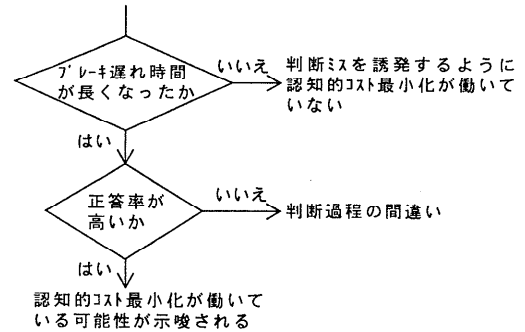 ﾌﾞﾚｰｷ遅れ時間
が長くなったか
いいえ
判断ﾐｽを誘発するように
認知的ｺｽﾄ最小化が働いて
いない
はい
正答率が
高いか
いいえ
判断過程の間違い
はい
認知的ｺｽﾄ最小化が働いて
いる可能性が示唆される